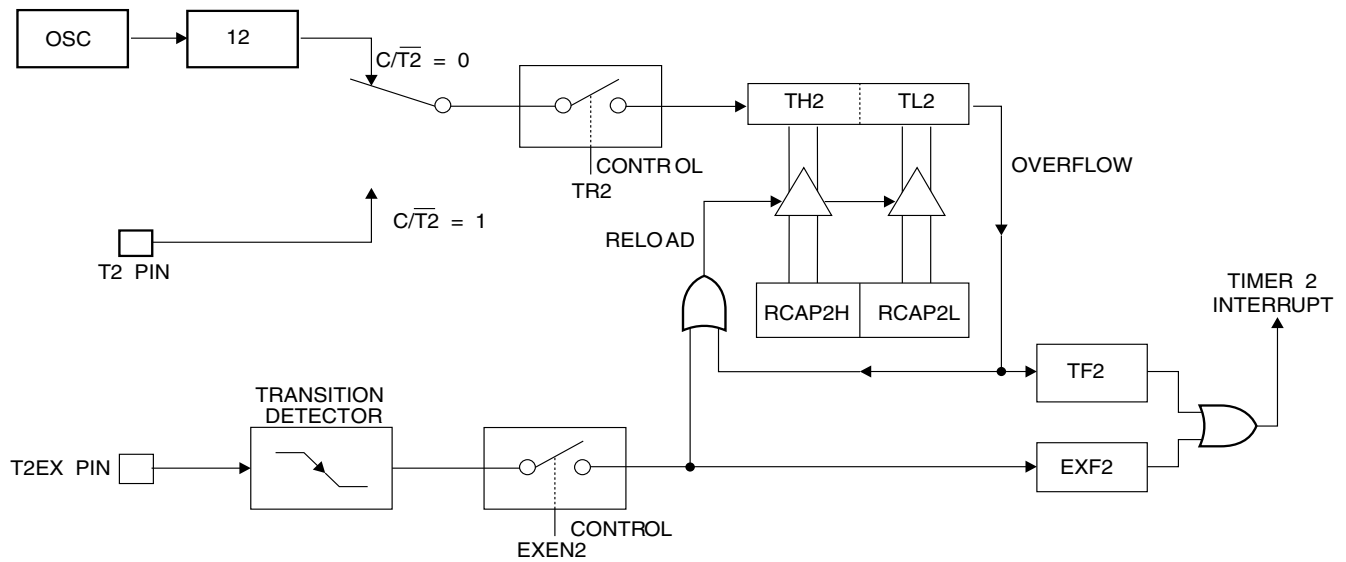 OSC
12
C/T2 = 0
CONTROL
TR2
TH2
TL2
OVERFLOW
C/T2 = 1
T2 PIN
RELOAD
RCAP2H
RCAP2L
TIMER 2
INTERRUPT
TF2
TRANSITION
DETECTOR
T2EX PIN
EXF2
CONTROL
EXEN2